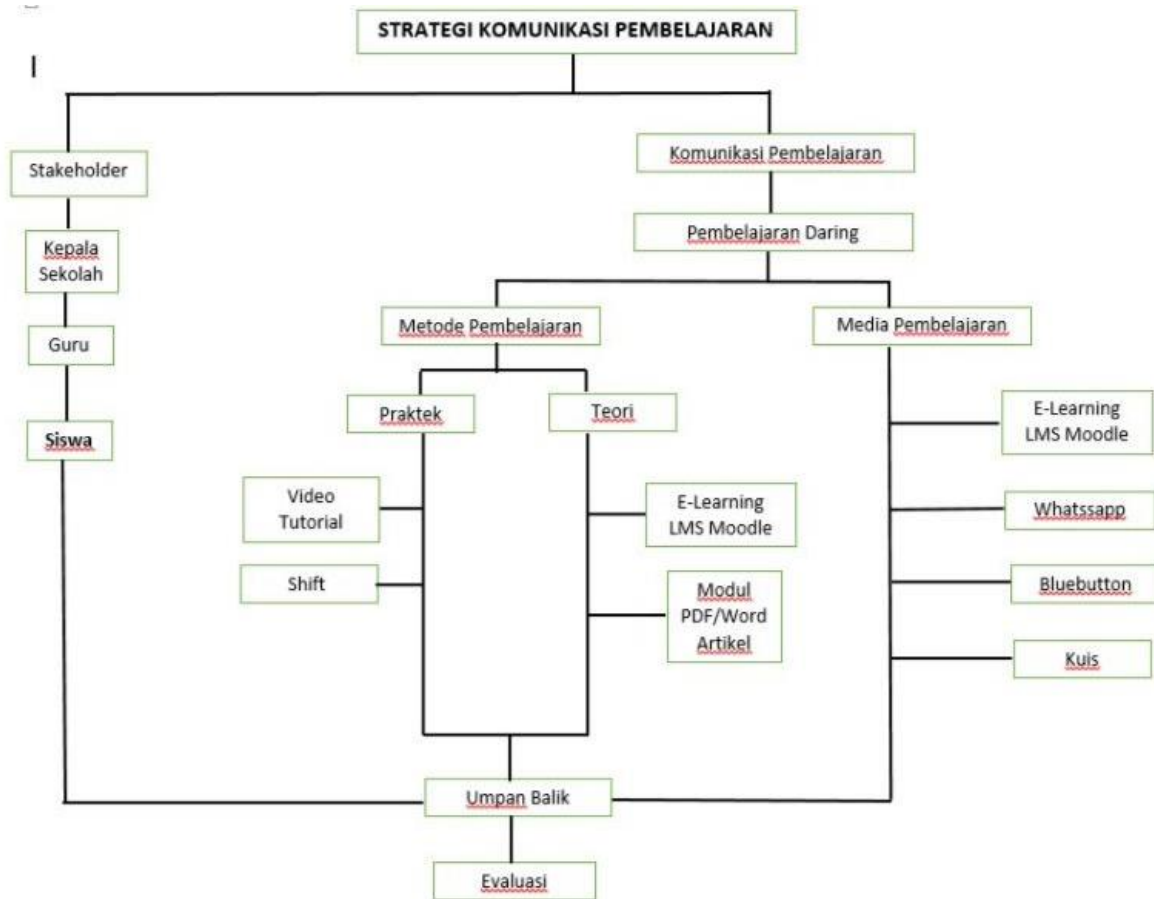 STRATEGI KOMUNIKASI PEMBELAJARAN
Stakeholder
Komunikasi Pembelajaran
Kepala
Sekolah
Pembelajaran Daring
Guru
Metode Pembelajaran
Media Pembelajaran
Siswa
Praktek
Teori
E-Learning
LMS Moodle
Video
Tutorial
E-Learning
LMS Moodle
Whatssapp
Shift
Modul
PDF/Word
Artikel
Bluebutton
Kuis
Umpan Balik
Evaluasi